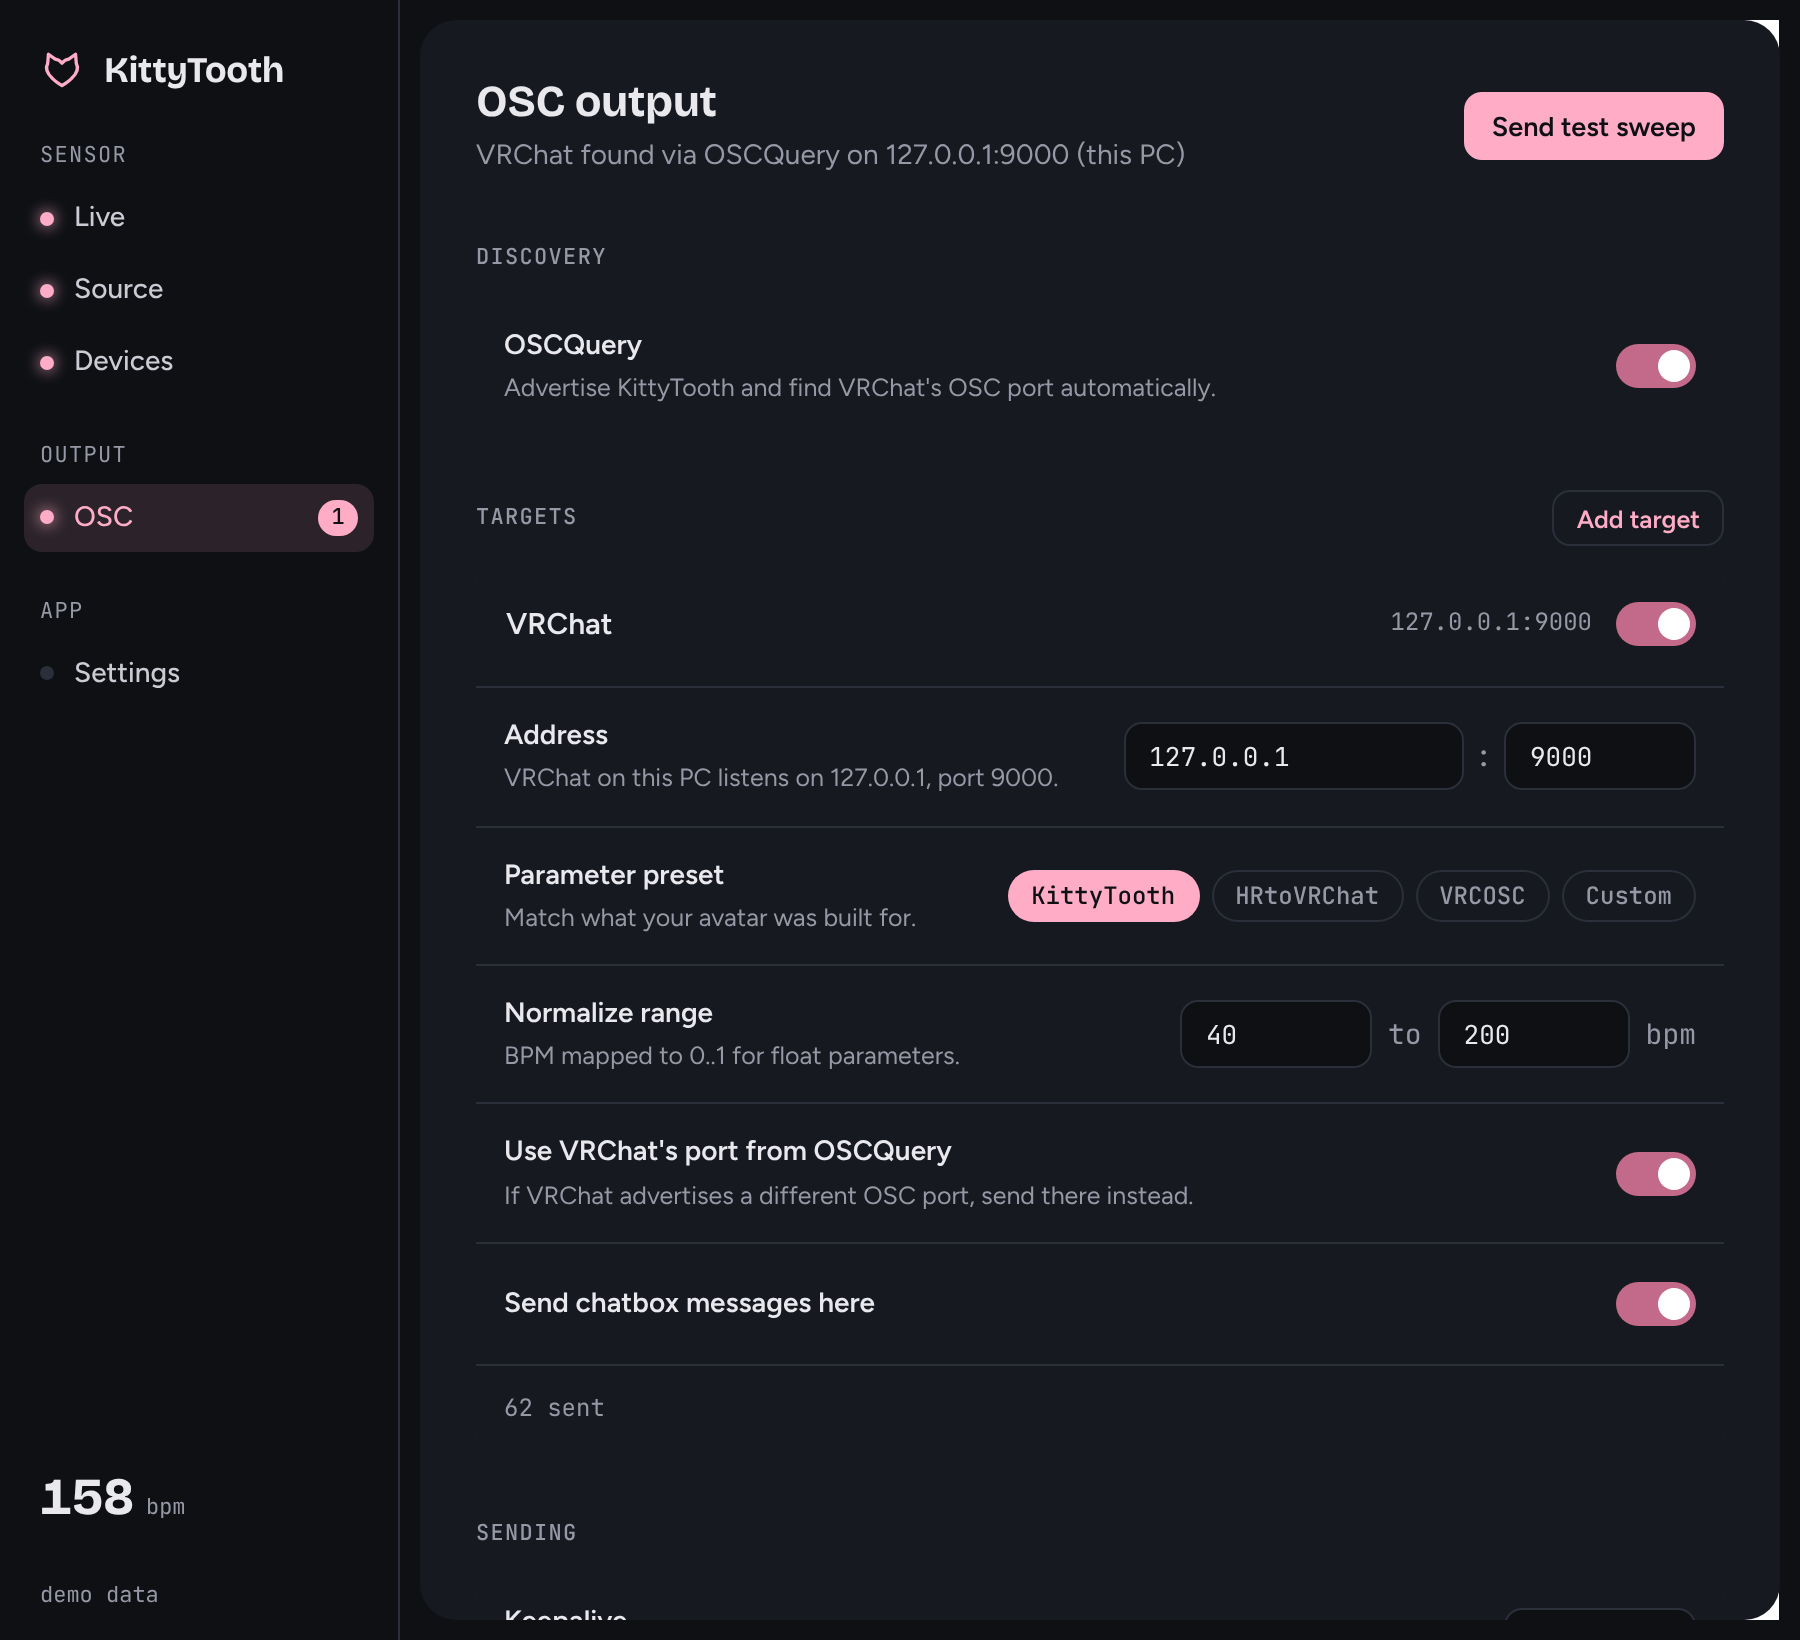 KittyTooth
SENSOR
Live
Source
Devices
OUTPUT
OSC 1
APP
Settings
158 bpm
demo data
OSC output
VRChat found via OSCQuery on 127.0.0.1:9000 (this PC)
Send test sweep
DISCOVERY
OSCQuery
Advertise KittyTooth and find VRChat's OSC port automatically.
TARGETS
Add target
VRChat
127.0.0.1:9000
Address
VRChat on this PC listens on 127.0.0.1, port 9000.
127.0.0.1 : 9000
Parameter preset
Match what your avatar was built for.
KittyTooth HRtoVRChat VRCOSC Custom
Normalize range
BPM mapped to 0..1 for float parameters.
40 to 200 bpm
Use VRChat's port from OSCQuery
If VRChat advertises a different OSC port, send there instead.
Send chatbox messages here
62 sent
SENDING
Keepalive